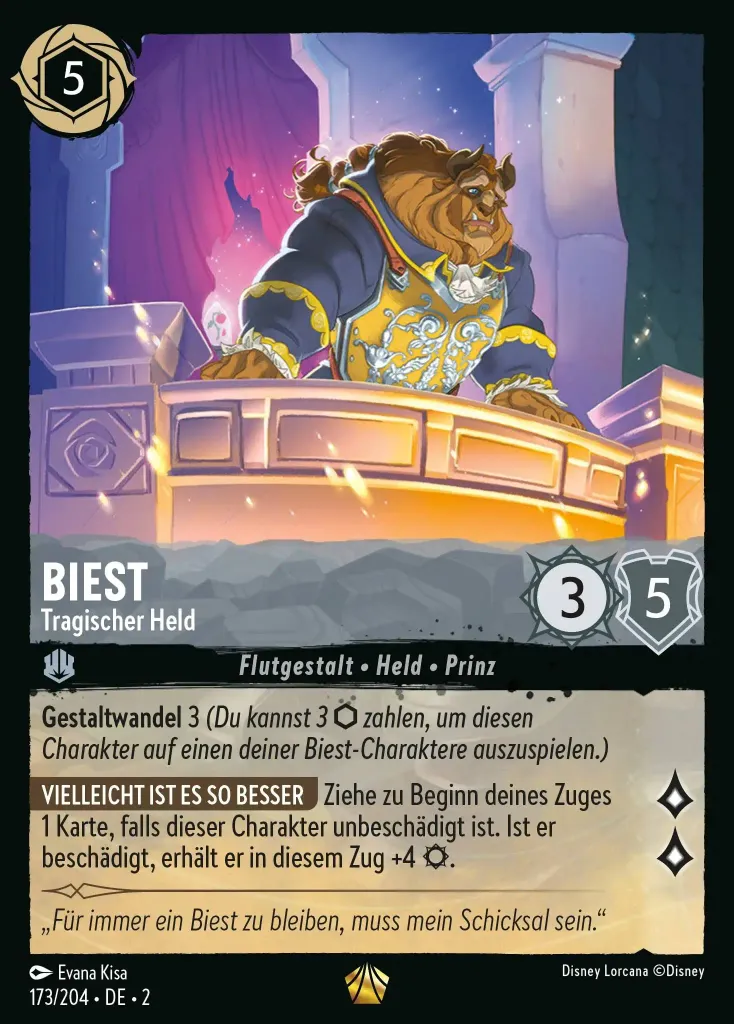 5
BIEST
Tragischer Held
3
5
Flutgestalt • Held • Prinz
Gestaltwandel 3 (Du kannst 3 ⬡ zahlen, um diesen
Charakter auf einen deiner Biest-Charaktere auszuspielen.)
VIELLEICHT IST ES SO BESSER Ziehe zu Beginn deines Zuges
1 Karte, falls dieser Charakter unbeschädigt ist. Ist er
beschädigt, erhält er in diesem Zug +4 ¤.
„Für immer ein Biest zu bleiben, muss mein Schicksal sein.“
Evana Kisa
Disney Lorcana ©Disney
173/204 • DE • 2